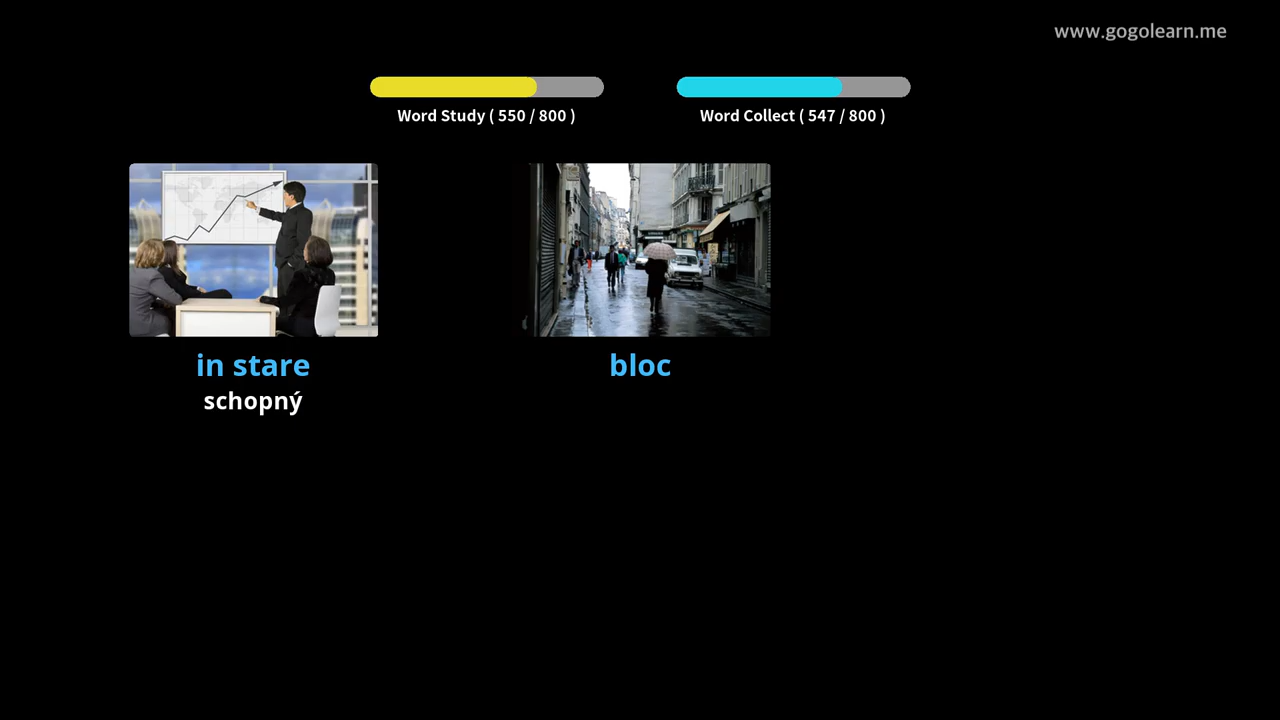 www.gogolearn.me
Word Study ( 550 / 800 )
Word Collect ( 547 / 800 )
in stare
schopný
bloc